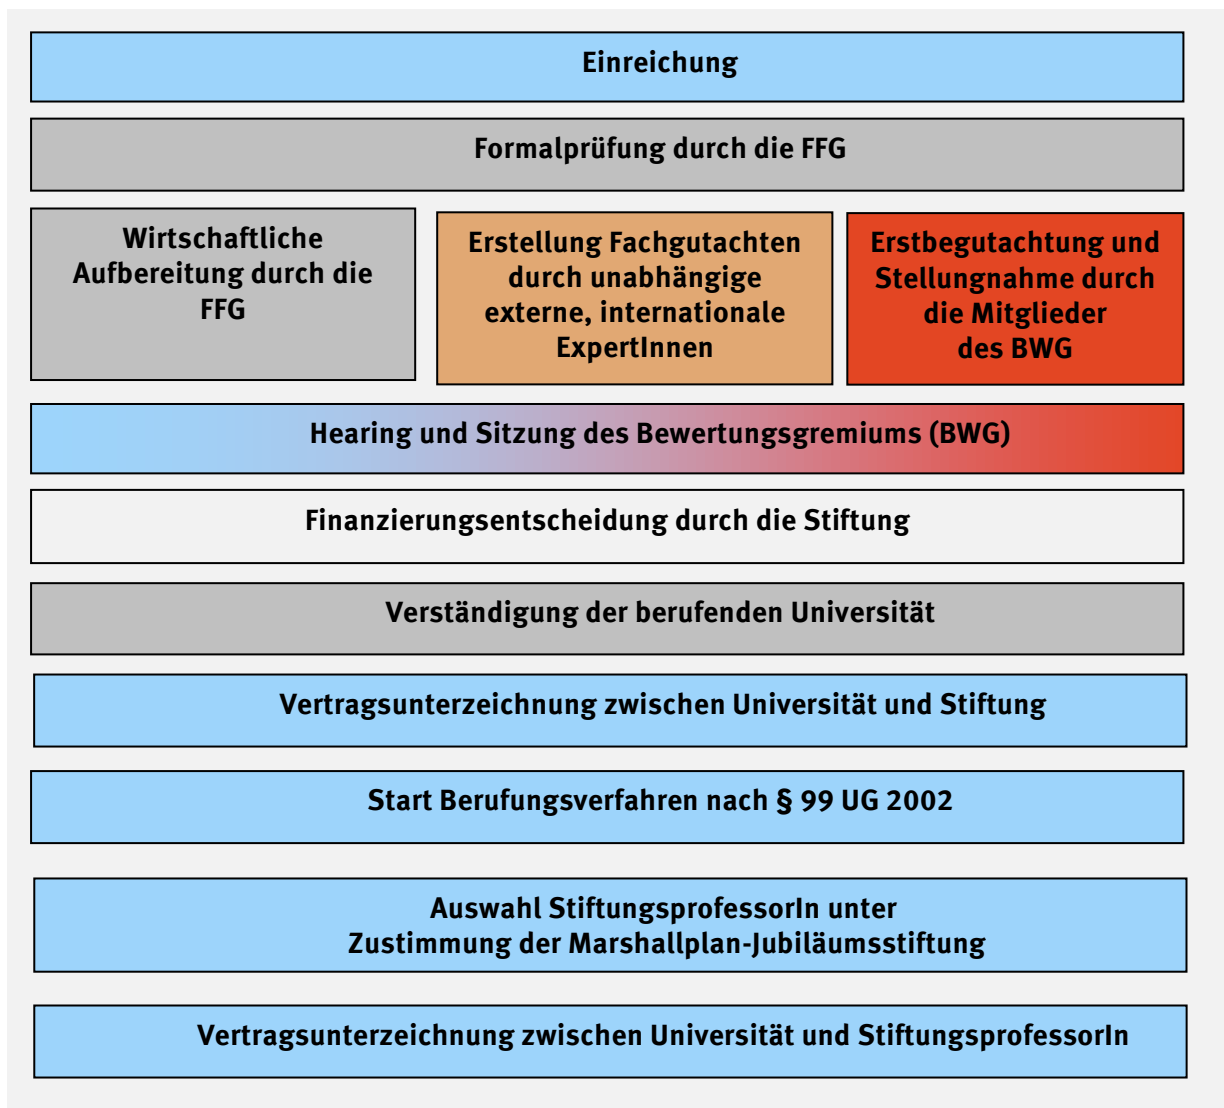 Einreichung
Formalprüfung durch die FFG
Wirtschaftliche
Aufbereitung durch die
FFG
Erstellung Fachgutachten
durch unabhängige
externe, internationale
ExpertInnen
Erstbegutachtung und
Stellungnahme durch
die Mitglieder
des BWG
Hearing und Sitzung des Bewertungsgremiums (BWG)
Finanzierungsentscheidung durch die Stiftung
Verständigung der berufenden Universität
Vertragsunterzeichnung zwischen Universität und Stiftung
Start Berufungsverfahren nach § 99 UG 2002
Auswahl StiftungsprofessorIn unter
Zustimmung der Marshallplan-Jubiläumsstiftung
Vertragsunterzeichnung zwischen Universität und StiftungsprofessorIn